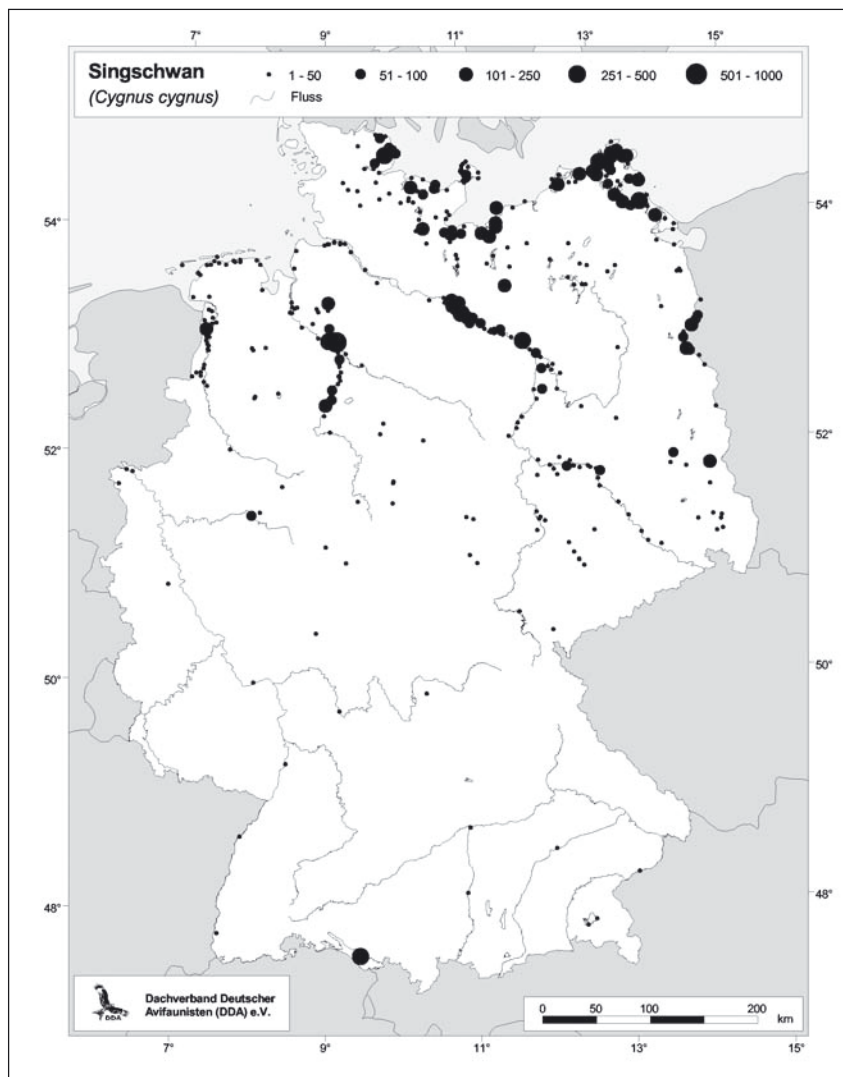 7° 9° 11° 13° 15°
Singschwan
(Cygnus cygnus)
1 - 50 51 - 100 101 - 250 251 - 500 501 - 1000
Fluss
54° 54°
52° 52°
50° 50°
48° 48°
DDA
Dachverband Deutscher
Avifaunisten (DDA) e.V.
0 50 100 200
km
7° 9° 11° 13° 15°